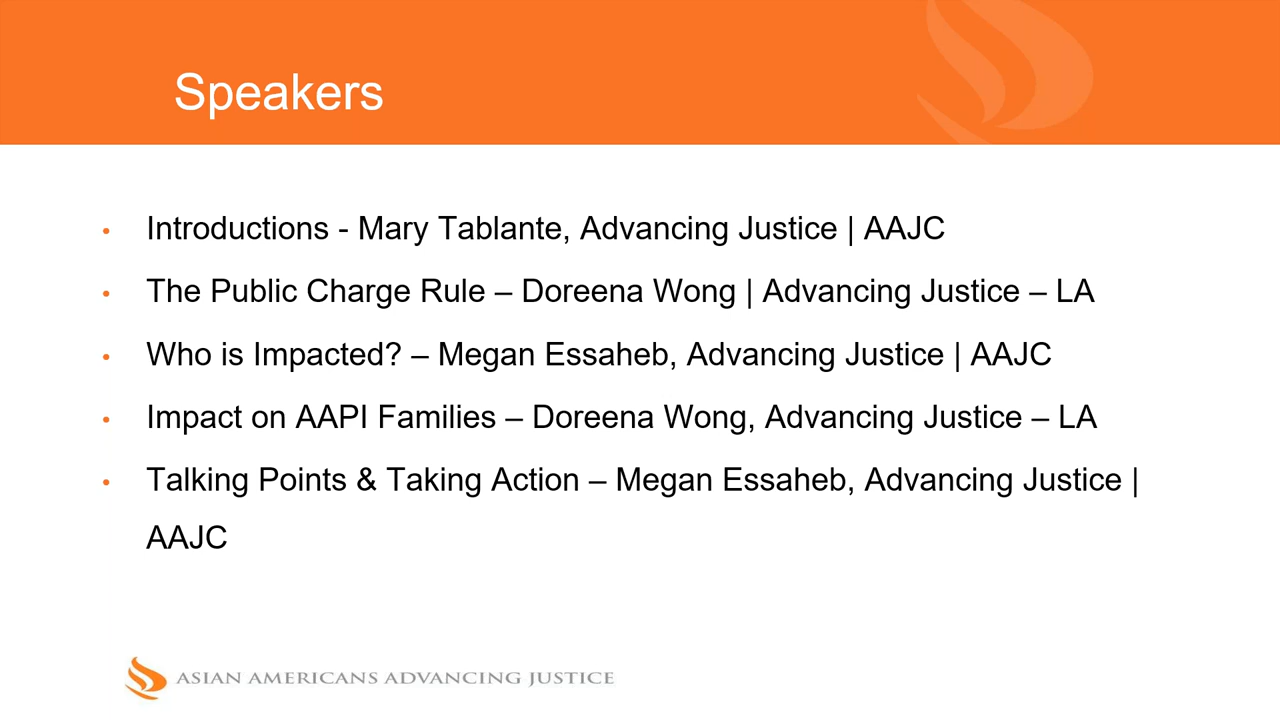 Speakers
• Introductions - Mary Tablante, Advancing Justice | AAJC
• The Public Charge Rule – Doreena Wong | Advancing Justice – LA
• Who is Impacted? – Megan Essaheb, Advancing Justice | AAJC
• Impact on AAPI Families – Doreena Wong, Advancing Justice – LA
• Talking Points & Taking Action – Megan Essaheb, Advancing Justice |
AAJC
ASIAN AMERICANS ADVANCING JUSTICE